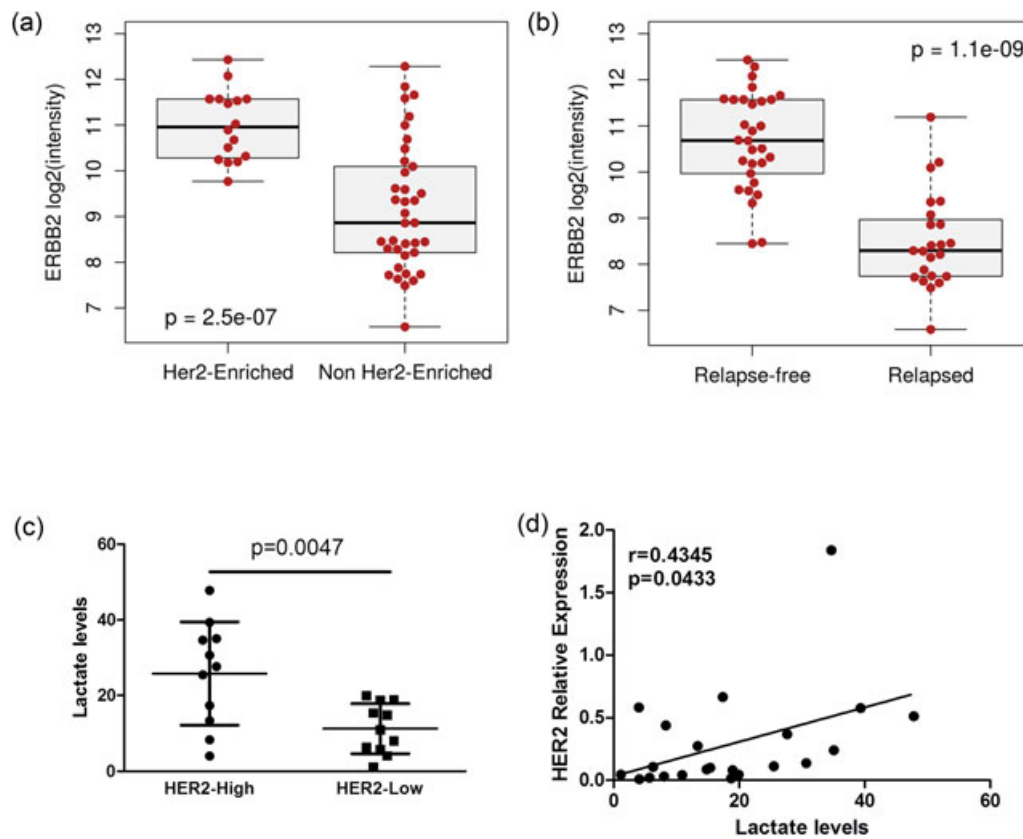 (a)
ERBB2 log2(intensity)
13
12
11
10
9
8
7
p = 2.5e-07
Her2-Enriched
Non Her2-Enriched
(b)
ERBB2 log2(intensity)
13
12
11
10
9
8
7
p = 1.1e-09
Relapse-free
Relapsed
(c)
Lactate levels
60
40
20
0
p=0.0047
HER2-High
HER2-Low
(d)
HER2 Relative Expression
2.0
1.5
1.0
0.5
0.0
r=0.4345
p=0.0433
0
20
40
60
Lactate levels